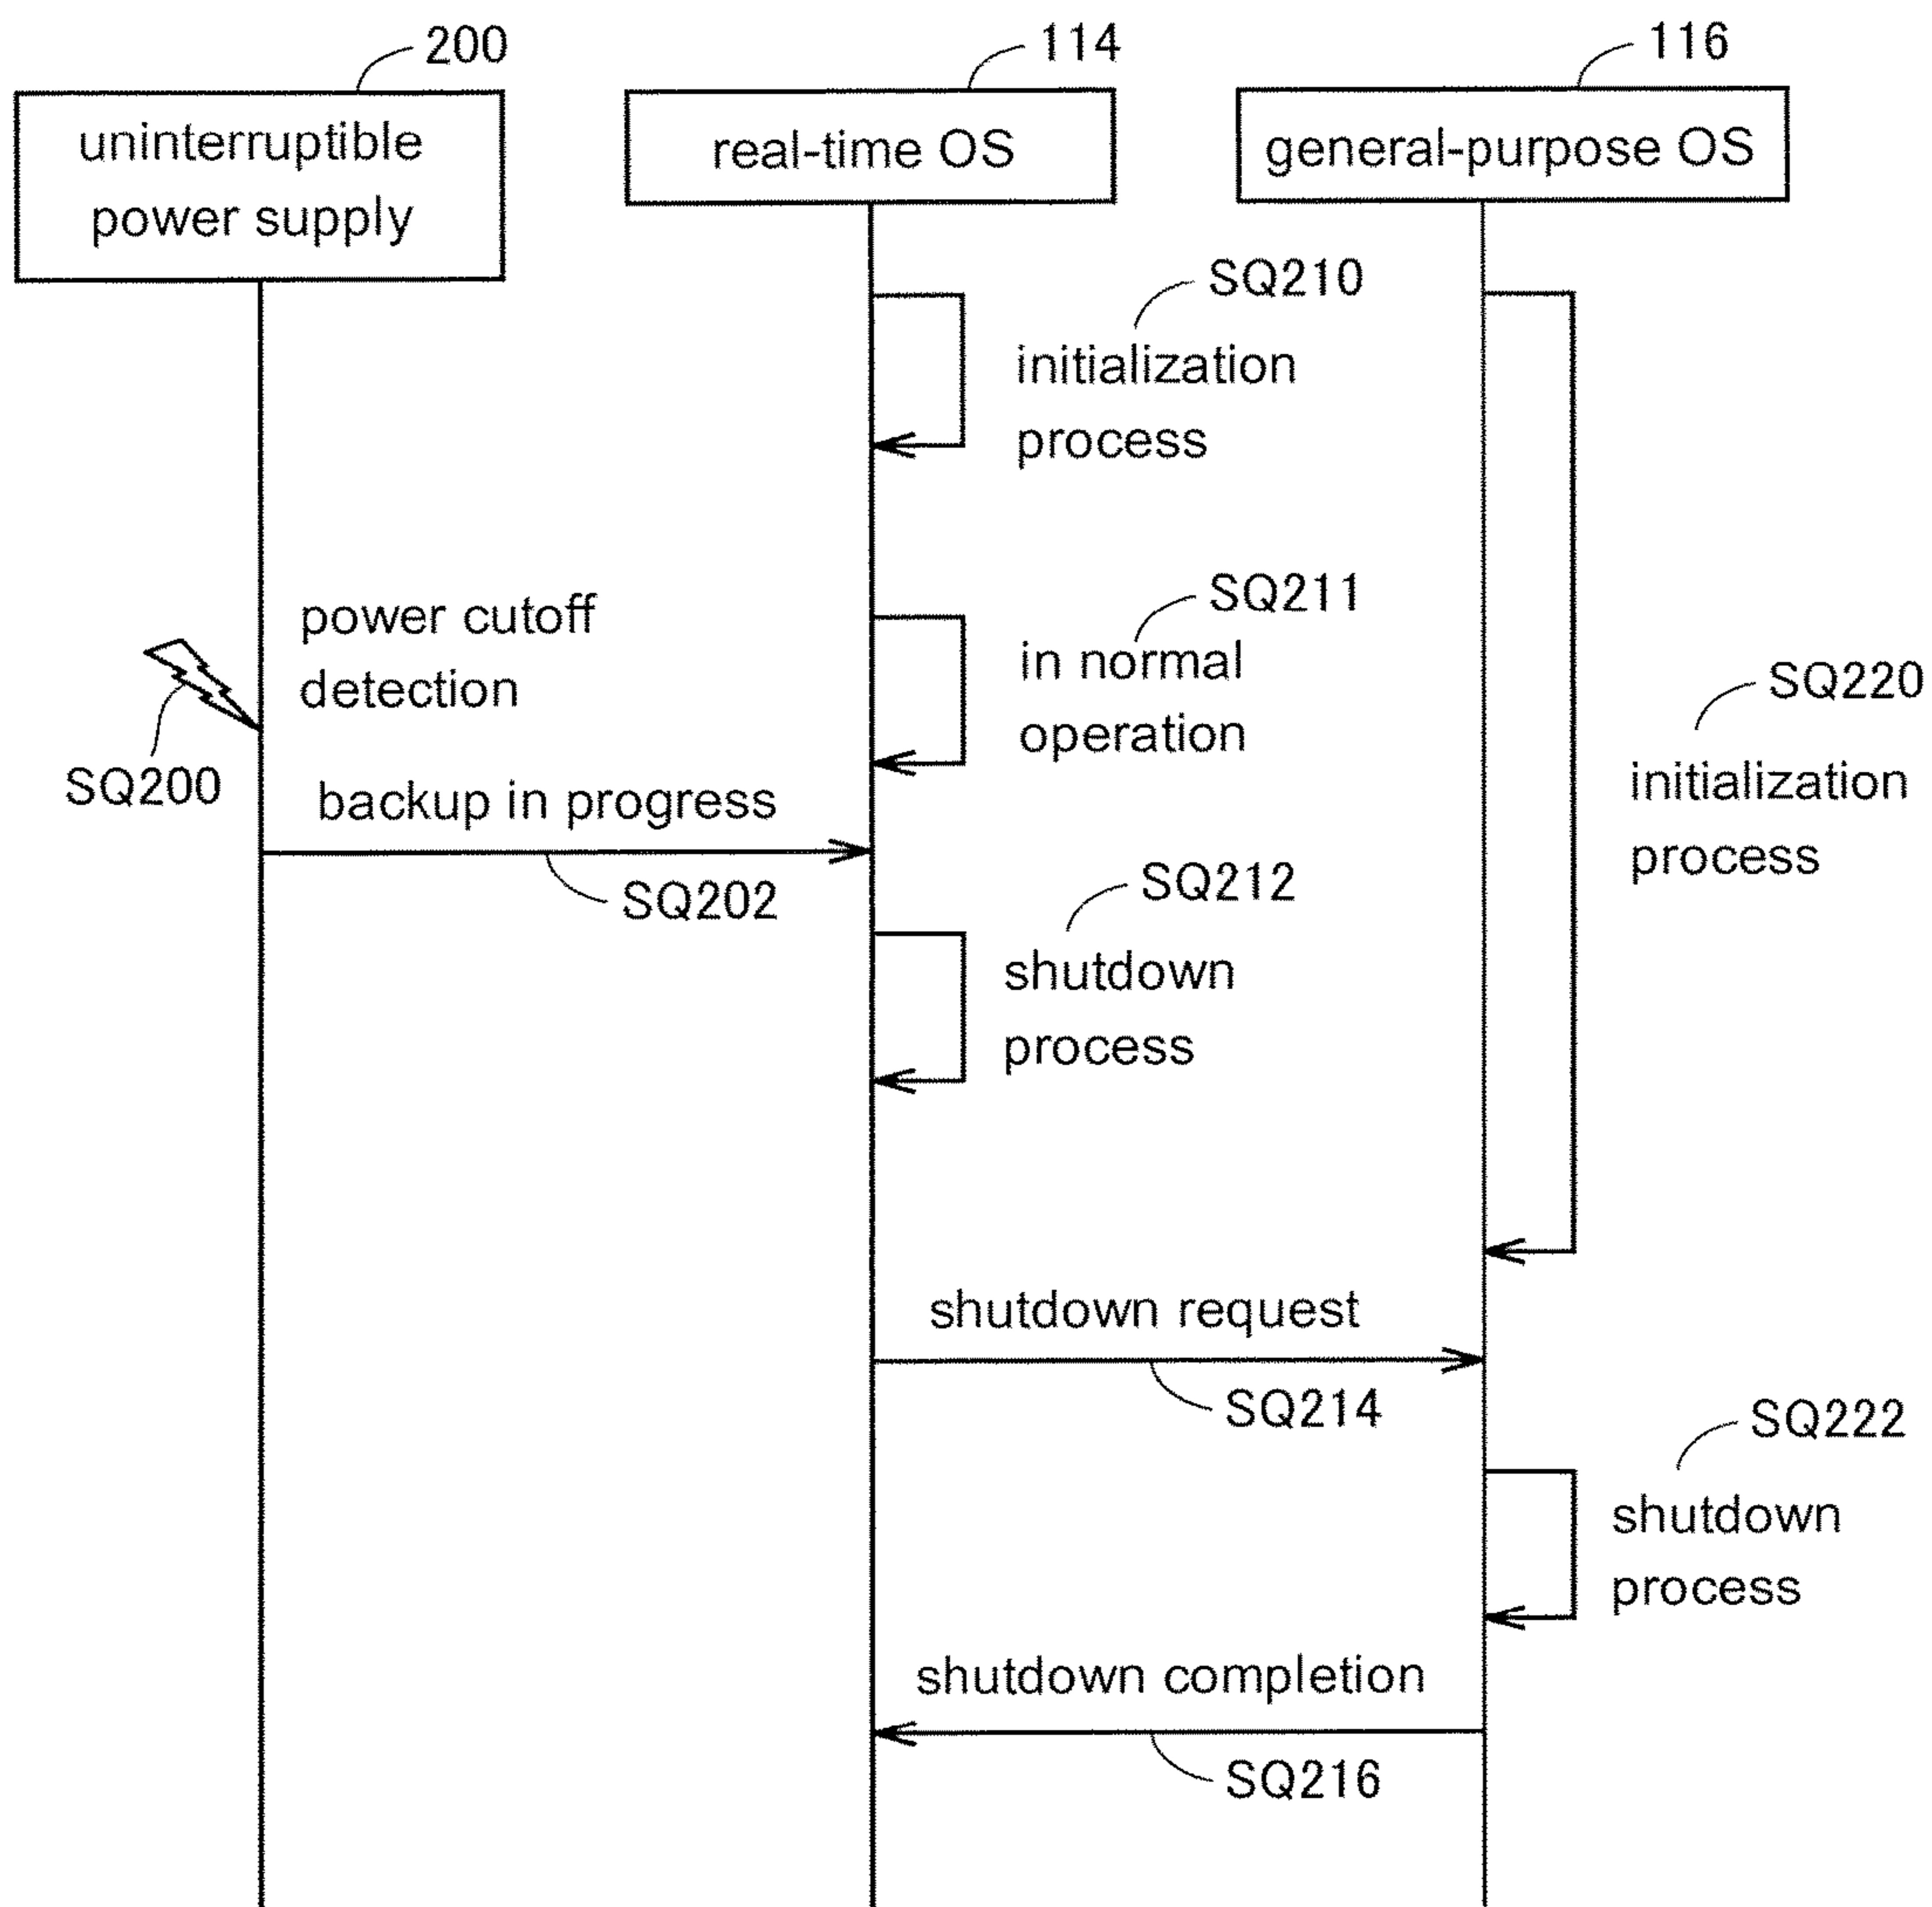 200
114
116
uninterruptible
power supply
real-time OS
general-purpose OS
SQ210
initialization
process
SQ211
in normal
operation
power cutoff
detection
SQ200
SQ220
initialization
process
backup in progress
SQ202
SQ212
shutdown
process
shutdown request
SQ214
SQ222
shutdown
process
shutdown completion
SQ216